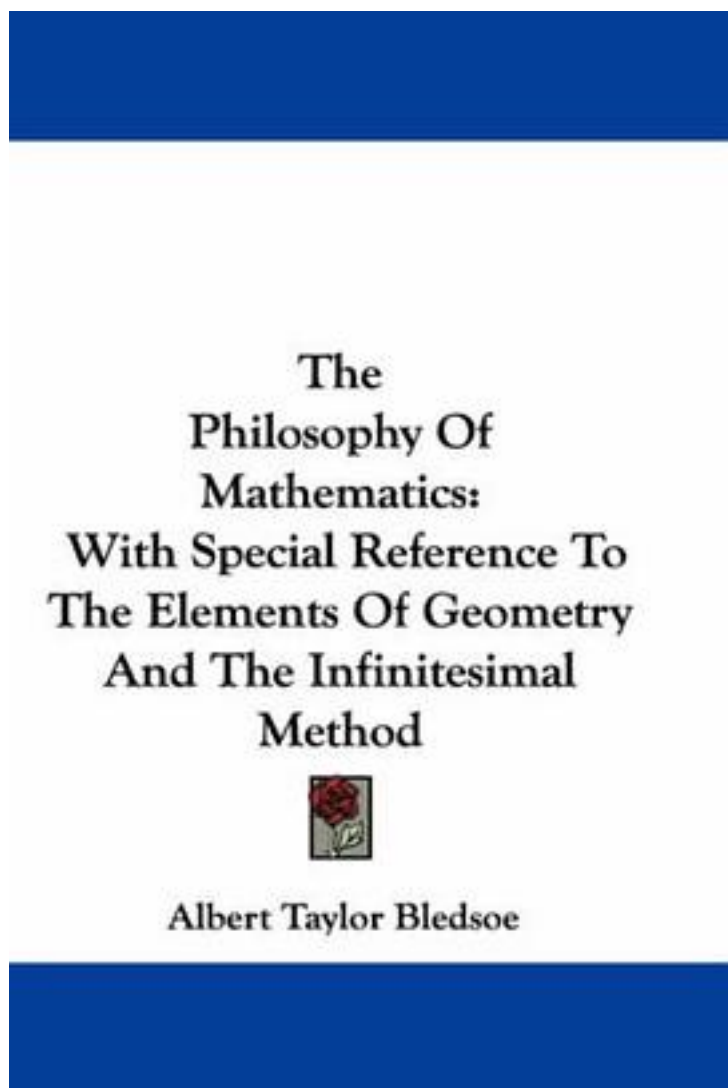 The
Philosophy Of
Mathematics:
With Special Reference To
The Elements Of Geometry
And The Infinitesimal
Method
Albert Taylor Bledsoe